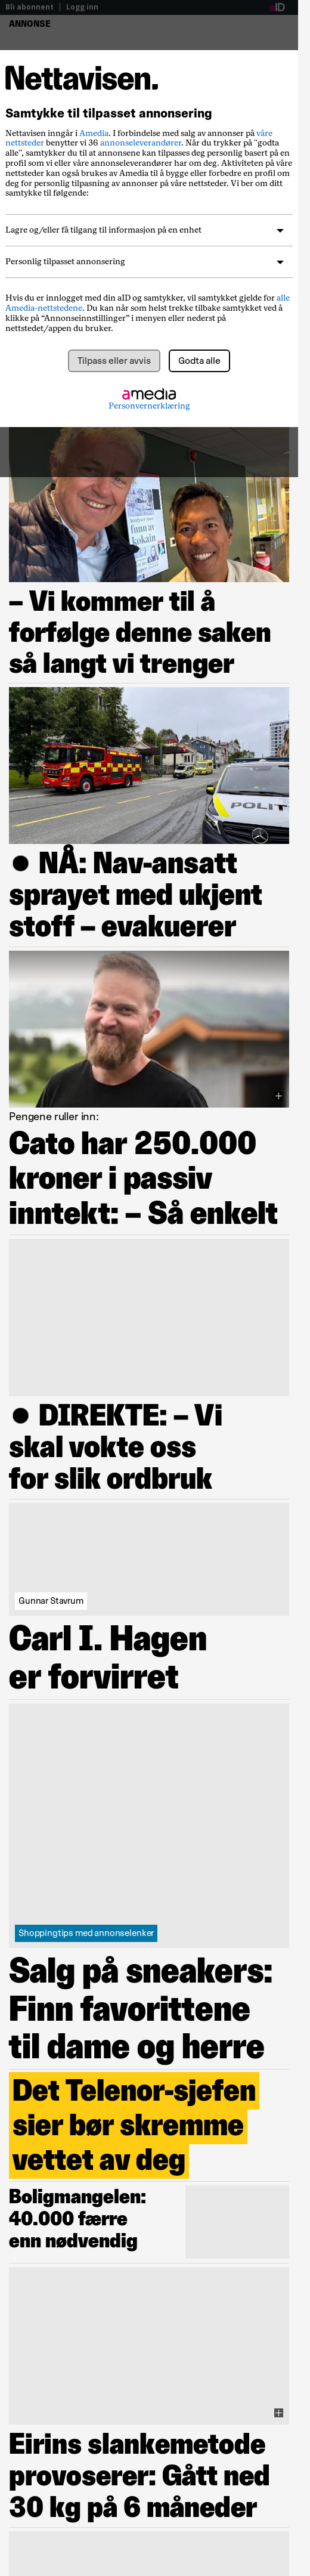 Bli abonnent | Logg inn
aID
ANNONSE
Nettavisen.
Samtykke til tilpasset annonsering
Nettavisen inngår i Amedia. I forbindelse med salg av annonser på våre
nettsteder benytter vi 36 annonseleverandører. Når du trykker på "godta
alle", samtykker du til at annonsene kan tilpasses deg personlig basert på en
profil som vi eller våre annonseleverandører har om deg. Aktiviteten på våre
nettsteder kan også brukes av Amedia til å bygge eller forbedre en profil om
deg for personlig tilpasning av annonser på våre nettsteder. Vi ber om ditt
samtykke til følgende:
Lagre og/eller få tilgang til informasjon på en enhet
Personlig tilpasset annonsering
Hvis du er innlogget med din aID og samtykker, vil samtykket gjelde for alle
Amedia-nettstedene. Du kan når som helst trekke tilbake samtykket ved å
klikke på “Annonseinnstillinger” i menyen eller nederst på
nettstedet/appen du bruker.
Tilpass eller avvis
Godta alle
amedia
Personvernerklæring
funn av
kokain
– Vi kommer til å
forfølge denne saken
så langt vi trenger
POLIT
● NÅ: Nav-ansatt
sprayet med ukjent
stoff – evakuerer
Pengene ruller inn:
Cato har 250.000
kroner i passiv
inntekt: – Så enkelt
● DIREKTE: – Vi
skal vokte oss
for slik ordbruk
Gunnar Stavrum
Carl I. Hagen
er forvirret
Shoppingtips med annonselenker
Salg på sneakers:
Finn favorittene
til dame og herre
Det Telenor-sjefen
sier bør skremme
vettet av deg
Boligmangelen:
40.000 færre
enn nødvendig
Eirins slankemetode
provoserer: Gått ned
30 kg på 6 måneder